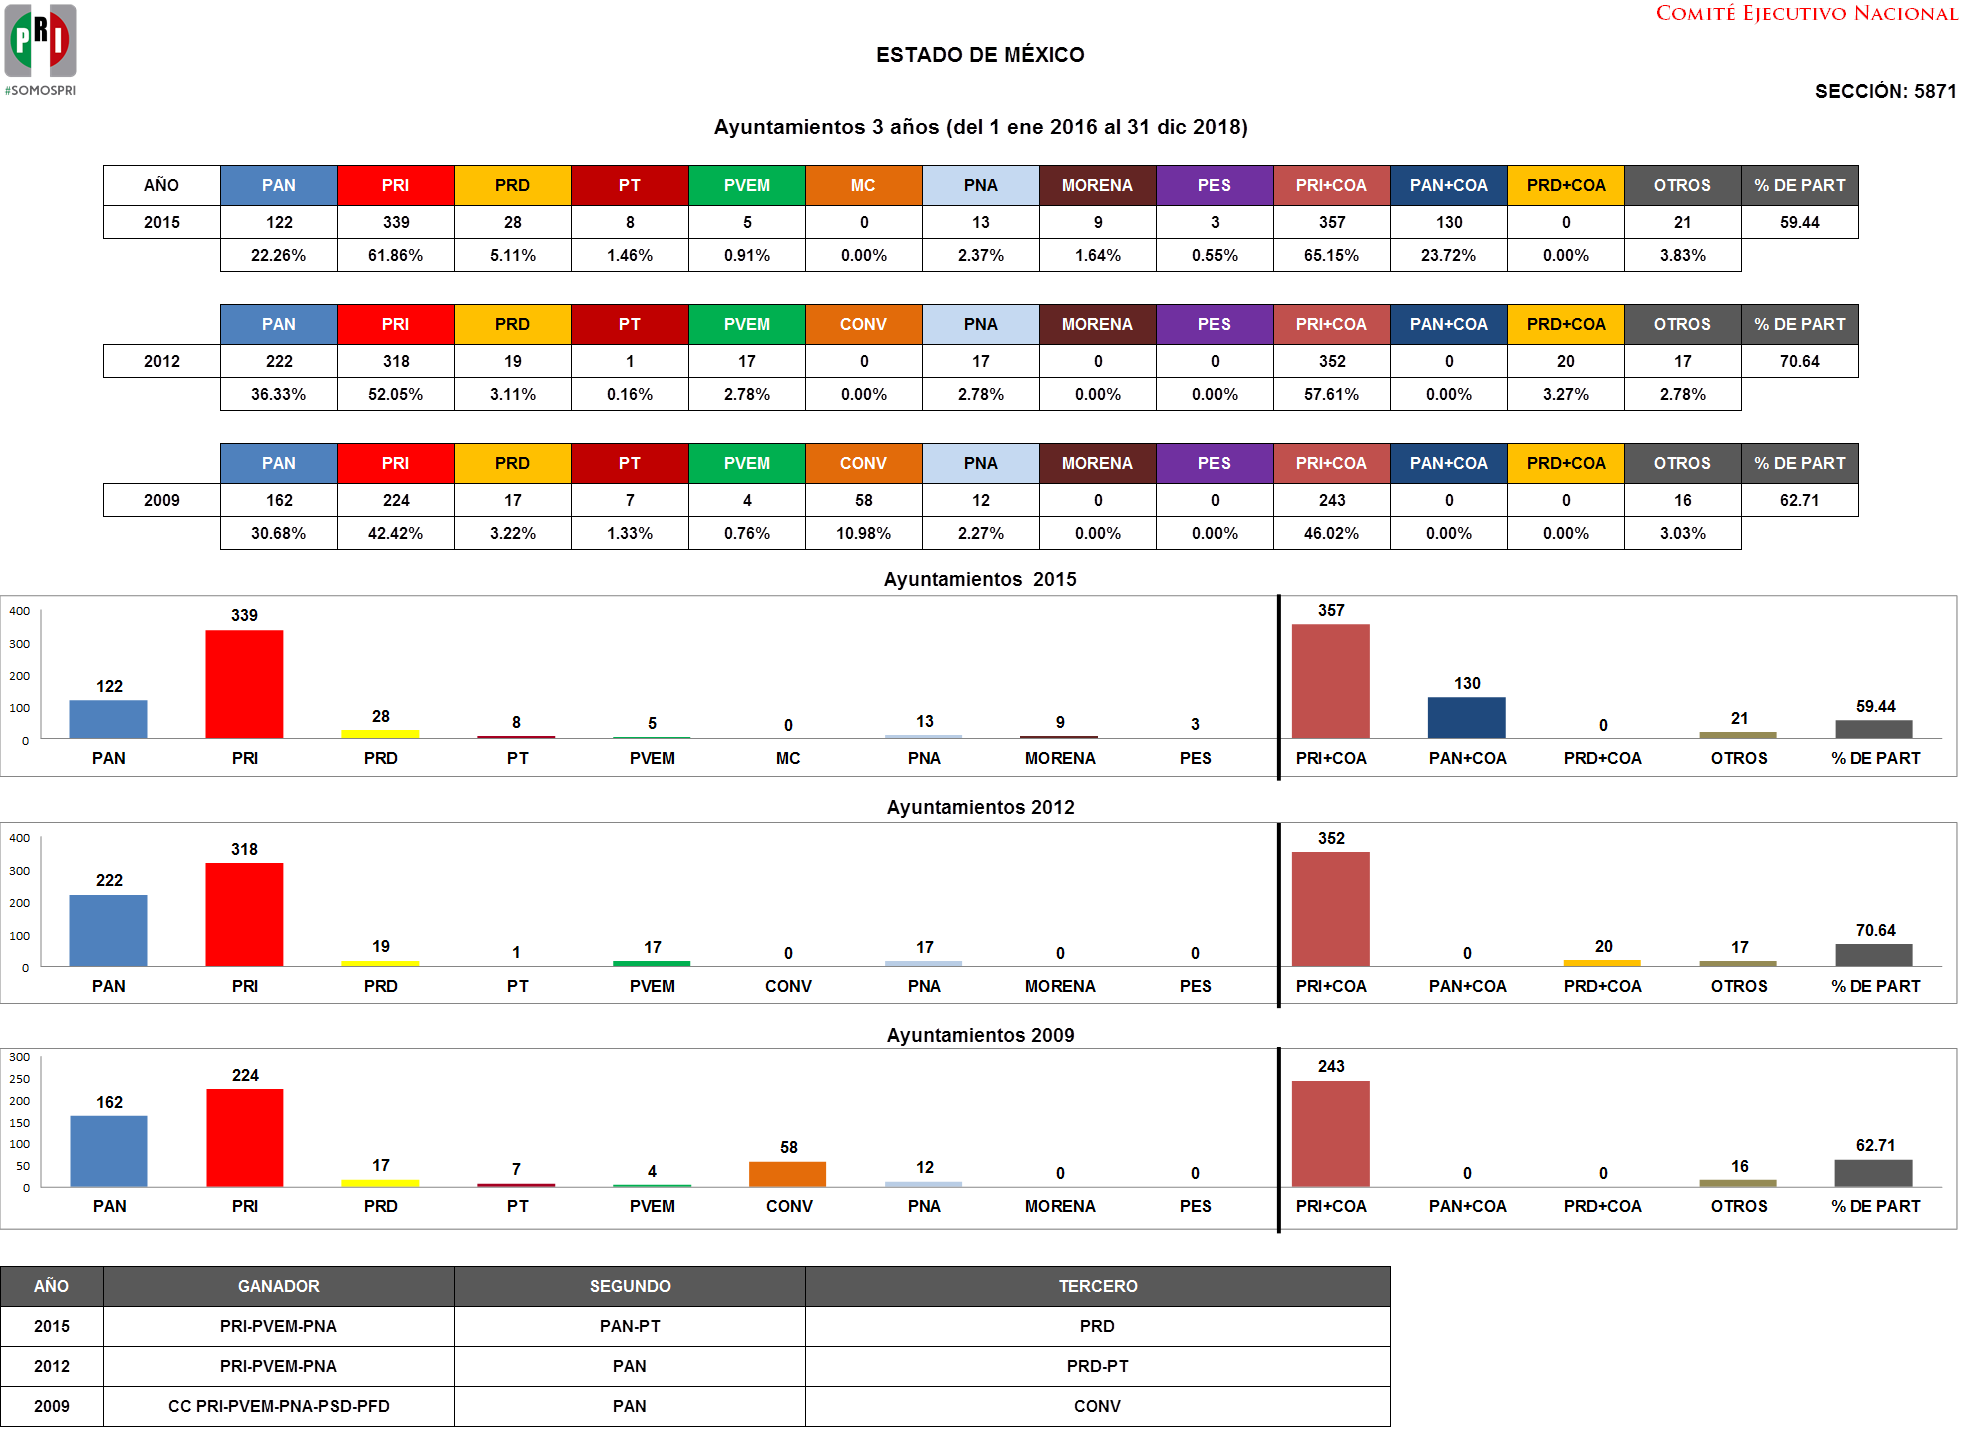 PRI
#SOMOSPRI
COMITÉ EJECUTIVO NACIONAL
ESTADO DE MÉXICO
SECCIÓN: 5871
Ayuntamientos 3 años (del 1 ene 2016 al 31 dic 2018)
AÑO PAN PRI PRD PT PVEM MC PNA MORENA PES PRI+COA PAN+COA PRD+COA OTROS % DE PART
2015 122 339 28 8 5 0 13 9 3 357 130 0 21 59.44
22.26% 61.86% 5.11% 1.46% 0.91% 0.00% 2.37% 1.64% 0.55% 65.15% 23.72% 0.00% 3.83%
PAN PRI PRD PT PVEM CONV PNA MORENA PES PRI+COA PAN+COA PRD+COA OTROS % DE PART
2012 222 318 19 1 17 0 17 0 0 352 0 20 17 70.64
36.33% 52.05% 3.11% 0.16% 2.78% 0.00% 2.78% 0.00% 0.00% 57.61% 0.00% 3.27% 2.78%
PAN PRI PRD PT PVEM CONV PNA MORENA PES PRI+COA PAN+COA PRD+COA OTROS % DE PART
2009 162 224 17 7 4 58 12 0 0 243 0 0 16 62.71
30.68% 42.42% 3.22% 1.33% 0.76% 10.98% 2.27% 0.00% 0.00% 46.02% 0.00% 0.00% 3.03%
Ayuntamientos 2015
400
300
200
100
0
122 339 28 8 5 0 13 9 3 357 130 0 21 59.44
PAN PRI PRD PT PVEM MC PNA MORENA PES PRI+COA PAN+COA PRD+COA OTROS % DE PART
Ayuntamientos 2012
400
300
200
100
0
222 318 19 1 17 0 17 0 0 352 0 20 17 70.64
PAN PRI PRD PT PVEM CONV PNA MORENA PES PRI+COA PAN+COA PRD+COA OTROS % DE PART
Ayuntamientos 2009
300
250
200
150
100
50
0
162 224 17 7 4 58 12 0 0 243 0 0 16 62.71
PAN PRI PRD PT PVEM CONV PNA MORENA PES PRI+COA PAN+COA PRD+COA OTROS % DE PART
AÑO GANADOR SEGUNDO TERCERO
2015 PRI-PVEM-PNA PAN-PT PRD
2012 PRI-PVEM-PNA PAN PRD-PT
2009 CC PRI-PVEM-PNA-PSD-PFD PAN CONV